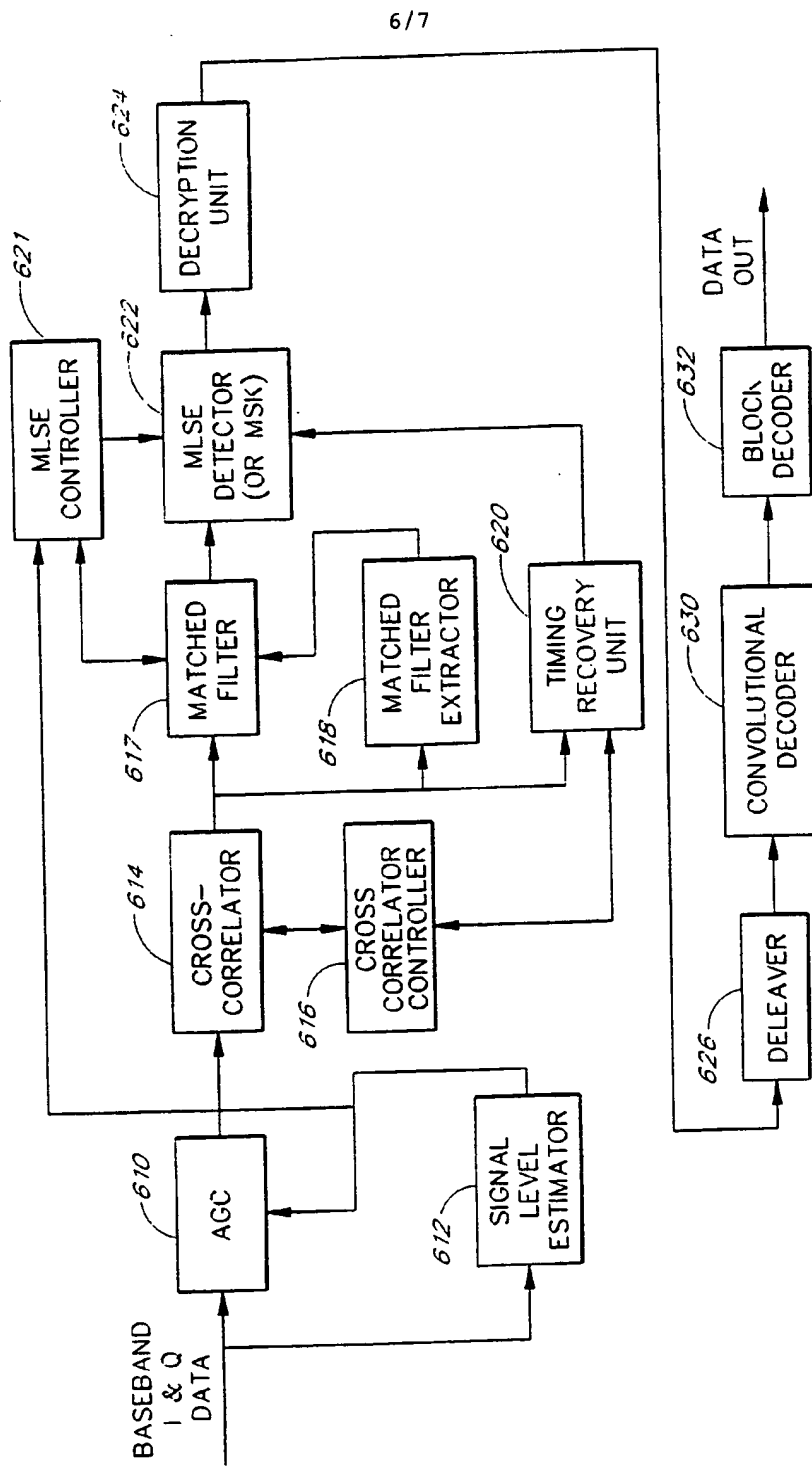 6/7
BASEBAND
I & Q
DATA
610
AGC
612
SIGNAL
LEVEL
ESTIMATOR
614
CROSS-
CORRELATOR
616
CROSS
CORRELATOR
CONTROLLER
617
MATCHED
FILTER
618
MATCHED
FILTER
EXTRACTOR
620
TIMING
RECOVERY
UNIT
621
MLSE
CONTROLLER
622
MLSE
DETECTOR
(OR MSK)
624
DECRYPTION
UNIT
626
DELEAVER
630
CONVOLUTIONAL
DECODER
632
BLOCK
DECODER
DATA
OUT